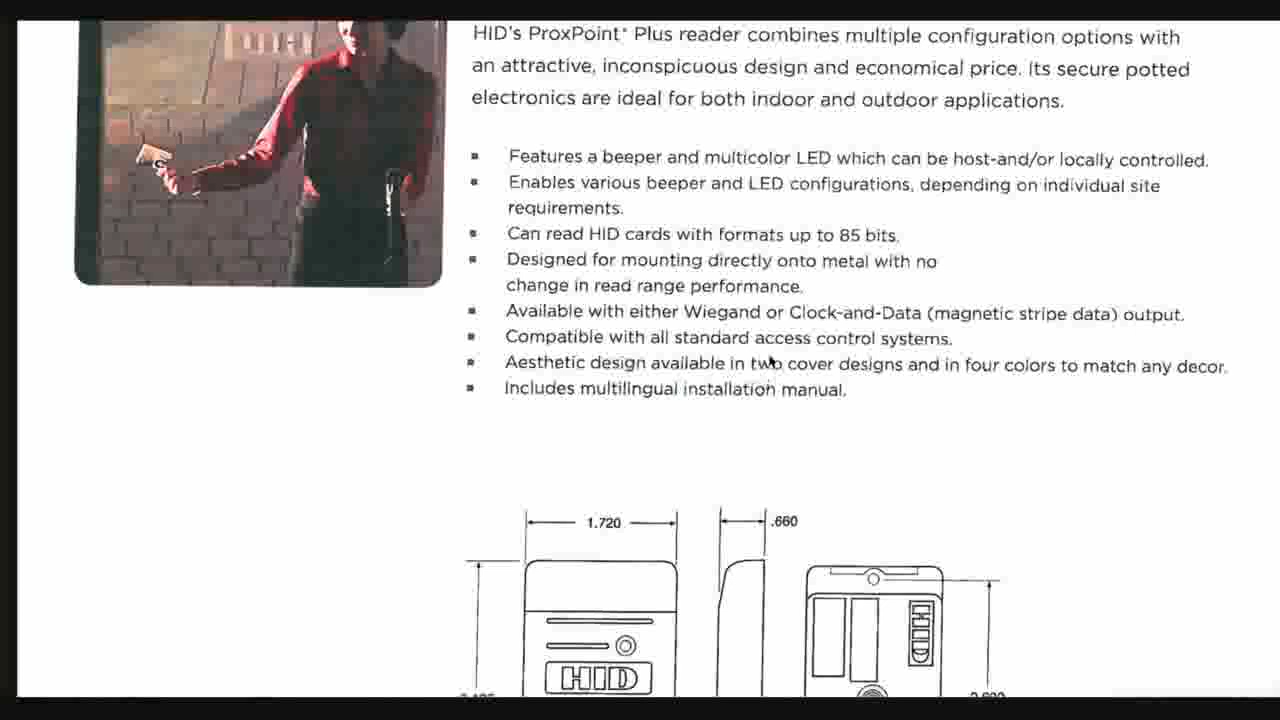 HID's ProxPoint® Plus reader combines multiple configuration options with
an attractive, inconspicuous design and economical price. Its secure potted
electronics are ideal for both indoor and outdoor applications.
▪ Features a beeper and multicolor LED which can be host-and/or locally controlled.
▪ Enables various beeper and LED configurations, depending on individual site
requirements.
▪ Can read HID cards with formats up to 85 bits.
▪ Designed for mounting directly onto metal with no
change in read range performance.
▪ Available with either Wiegand or Clock-and-Data (magnetic stripe data) output.
▪ Compatible with all standard access control systems.
▪ Aesthetic design available in two cover designs and in four colors to match any decor.
▪ Includes multilingual installation manual.
1.720
.660
HID
HID